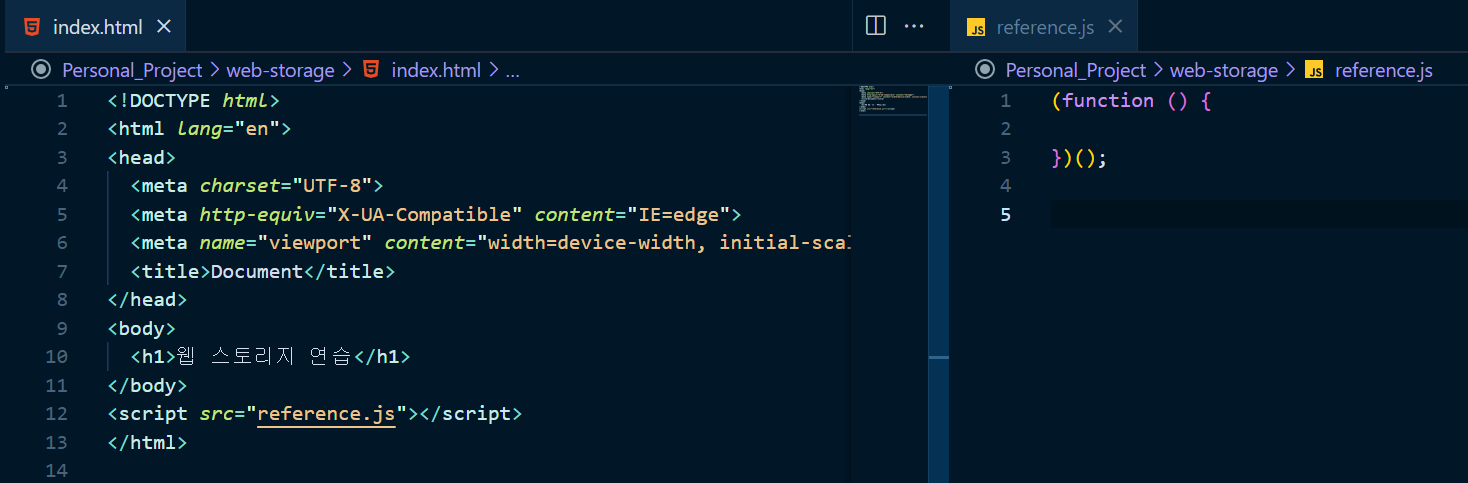 index.html
Personal_Project > web-storage > index.html > ...
1 <!DOCTYPE html>
2 <html lang="en">
3 <head>
4 <meta charset="UTF-8">
5 <meta http-equiv="X-UA-Compatible" content="IE=edge">
6 <meta name="viewport" content="width=device-width, initial-scal
7 <title>Document</title>
8 </head>
9 <body>
10 <h1>웹 스토리지 연습</h1>
11 </body>
12 <script src="reference.js"></script>
13 </html>
14
JS reference.js
Personal_Project > web-storage > JS reference.js
1 (function () {
2
3 })();
4
5